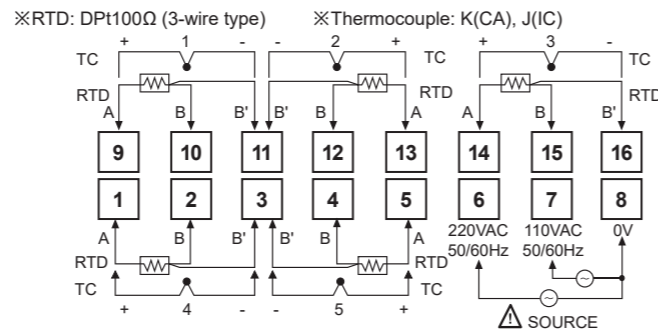 ※RTD: DPt100Ω (3-wire type) ※Thermocouple: K(CA), J(IC)
+ 1 - - 2 + + 3 -
TC TC TC
RTD RTD RTD
A B B' B' B A A B B'
9 10 11 12 13 14 15 16
1 2 3 4 5 6 7 8
A B B' B' B A 220VAC 110VAC 0V
50/60Hz 50/60Hz
RTD RTD
TC TC
+ 4 - - 5 +
SOURCE